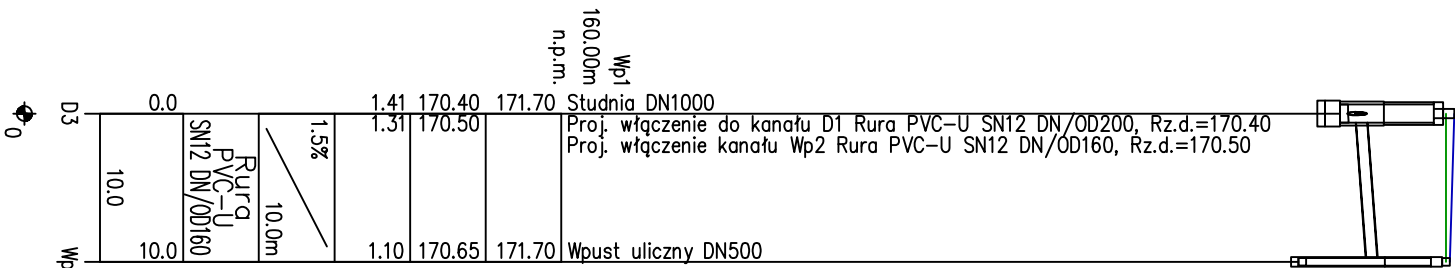 Wp1
160.00m
n.p.m.
0.0 1.41 170.40 171.70 Studnia DN1000
1.31 170.50 Proj. włączenie do kanału D1 Rura PVC-U SN12 DN/OD200, Rz.d.=170.40
Proj. włączenie kanału Wp2 Rura PVC-U SN12 DN/OD160, Rz.d.=170.50
D3
0
10.0
Rura
PVC-U
SN12 DN/OD160
1.5%
10.0m
10.0 1.10 170.65 171.70 Wpust uliczny DN500